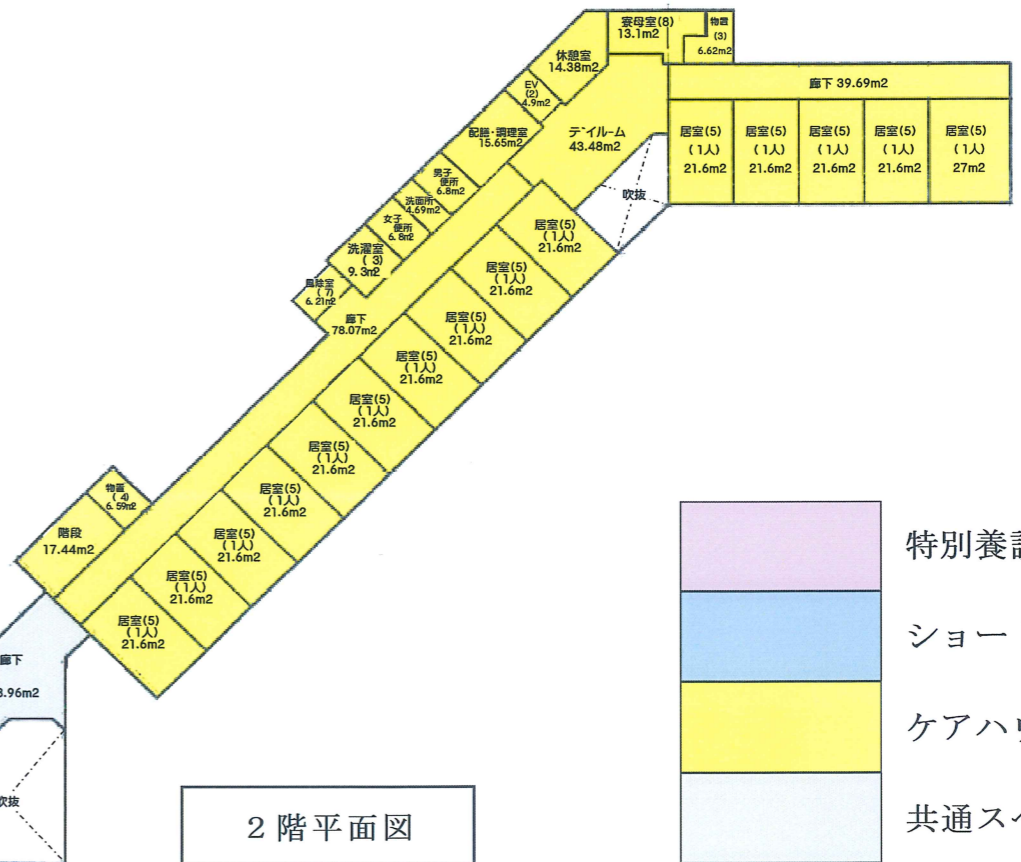 寮母室(8)
13.1m2
物置
(3)
6.62m2
休憩室
14.38m2
EV
(2)
4.9m2
廊下 39.69m2
配膳・調理室
15.65m2
デイルーム
43.48m2
居室(5)
(1人)
21.6m2
居室(5)
(1人)
21.6m2
居室(5)
(1人)
21.6m2
居室(5)
(1人)
21.6m2
居室(5)
(1人)
27m2
男子
便所
6.8m2
洗面所
4.69m2
女子
便所
6.8m2
吹抜
洗濯室
(3)
9.3m2
風除室
(7)
6.21m2
廊下
78.07m2
居室(5)
(1人)
21.6m2
居室(5)
(1人)
21.6m2
居室(5)
(1人)
21.6m2
居室(5)
(1人)
21.6m2
居室(5)
(1人)
21.6m2
居室(5)
(1人)
21.6m2
居室(5)
(1人)
21.6m2
居室(5)
(1人)
21.6m2
居室(5)
(1人)
21.6m2
居室(5)
(1人)
21.6m2
物置
(4)
6.59m2
階段
17.44m2
廊下
3.96m2
吹抜
2階平面図
特別養
ショー
ケアハ
共通スペ